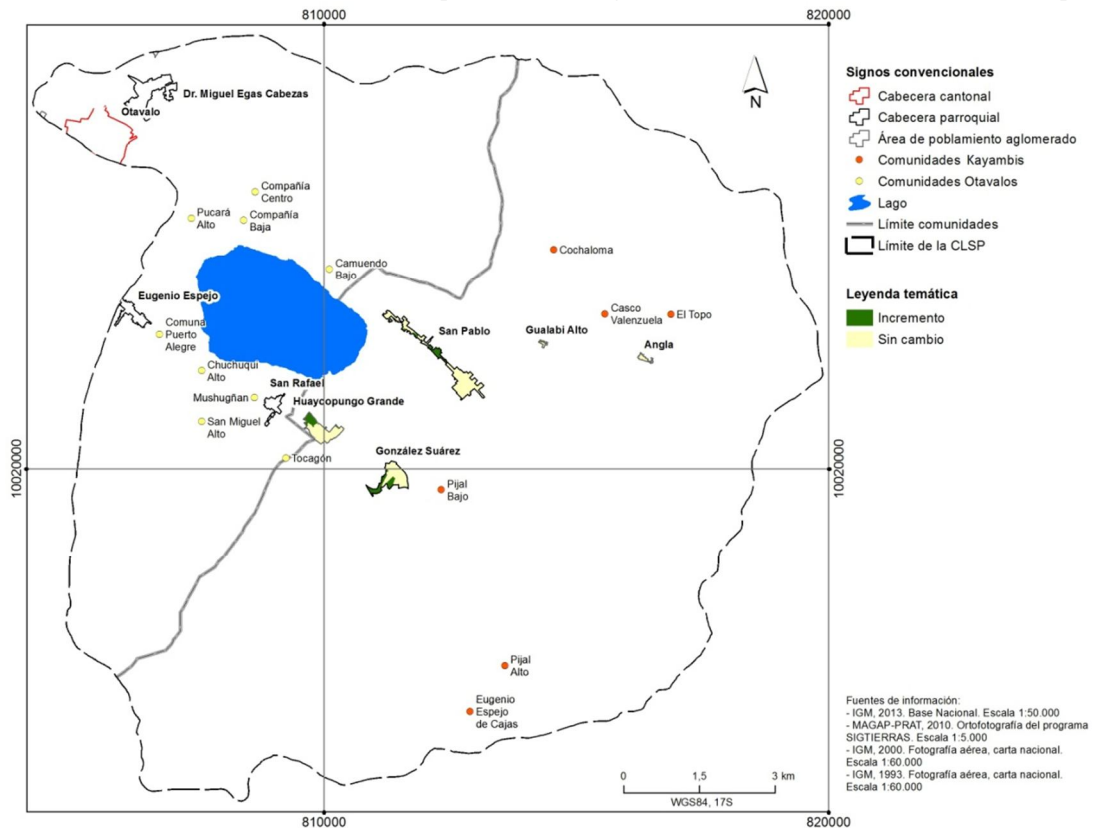 810000
820000
Dr. Miguel Egas Cabezas
Otavalo
Compañía
Centro
Pucará
Alto
Compañía
Baja
Camuendo
Bajo
Cochaloma
Eugenio Espejo
Comuna
Puerto
Alegre
San Pablo
Gualabi Alto
Casco
Valenzuela
El Topo
Angla
Chuchuqui
Alto
San Rafael
Mushugñan
Huaycopungo Grande
San Miguel
Alto
Tocagón
González Suárez
Pijal
Bajo
10020000
10020000
Pijal
Alto
Eugenio
Espejo
de Cajas
N
Signos convencionales
Cabecera cantonal
Cabecera parroquial
Área de poblamiento aglomerado
Comunidades Kayambis
Comunidades Otavalos
Lago
Límite comunidades
Límite de la CLSP
Leyenda temática
Incremento
Sin cambio
Fuentes de información:
- IGM, 2013. Base Nacional. Escala 1:50.000
- MAGAP-PRAT, 2010. Ortofotografía del programa
SIGTIERRAS. Escala 1:5.000
- IGM, 2000. Fotografía aérea, carta nacional.
Escala 1:60.000
- IGM, 1993. Fotografía aérea, carta nacional.
Escala 1:60.000
0 1,5 3 km
WGS84, 17S
810000
820000